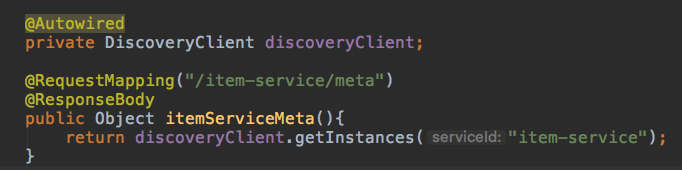 @Autowired
private DiscoveryClient discoveryClient;
@RequestMapping("/item-service/meta")
@ResponseBody
public Object itemServiceMeta(){
return discoveryClient.getInstances( serviceId: "item-service");
}